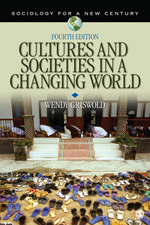 SOCIOLOGY FOR A NEW CENTURY
FOURTH EDITION
CULTURES AND
SOCIETIES IN A
CHANGING WORLD
WENDY GRISWOLD